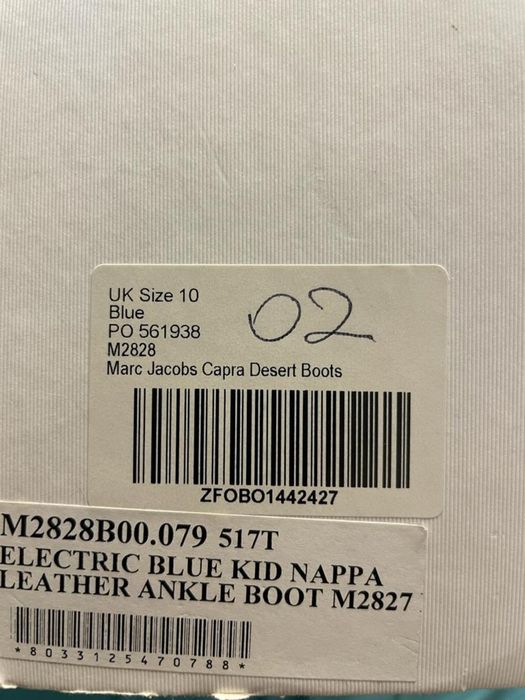 UK Size 10
Blue
02
PO 561938
M2828
Marc Jacobs Capra Desert Boots
ZFOBO1442427
M2828B00.079 517T
ELECTRIC BLUE KID NAPPA
LEATHER ANKLE BOOT M2827
*8033125470788*